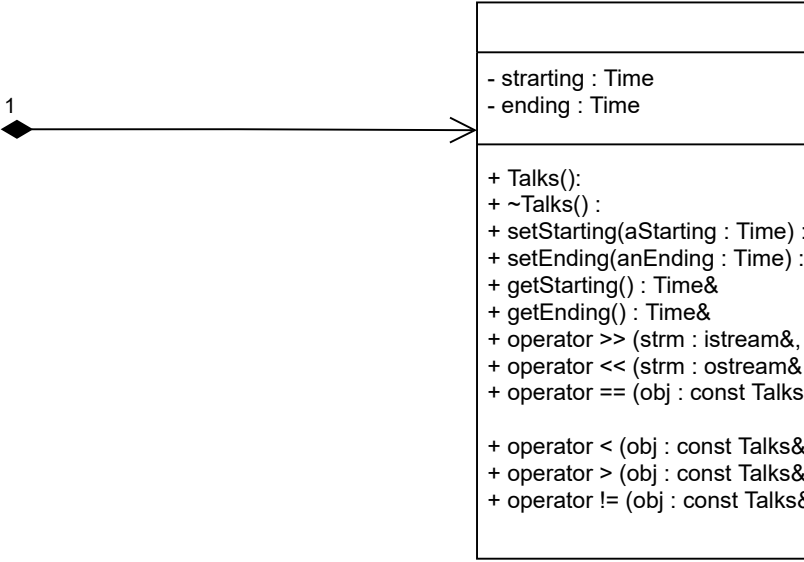 - strarting : Time
- ending : Time
1
+ Talks():
+ ~Talks() :
+ setStarting(aStarting : Time) :
+ setEnding(anEnding : Time) :
+ getStarting() : Time&
+ getEnding() : Time&
+ operator >> (strm : istream&,
+ operator << (strm : ostream&
+ operator == (obj : const Talks
+ operator < (obj : const Talks&
+ operator > (obj : const Talks&
+ operator != (obj : const Talks&